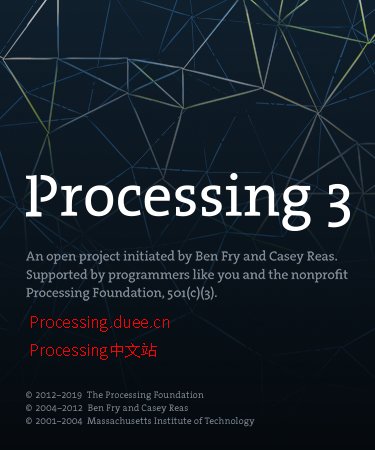 Processing 3
An open project initiated by Ben Fry and Casey Reas.
Supported by programmers like you and the nonprofit
Processing Foundation, 501(c)(3).
Processing.duee.cn
Processing中文站
© 2012–2019 The Processing Foundation
© 2004–2012 Ben Fry and Casey Reas
© 2001–2004 Massachusetts Institute of Technology